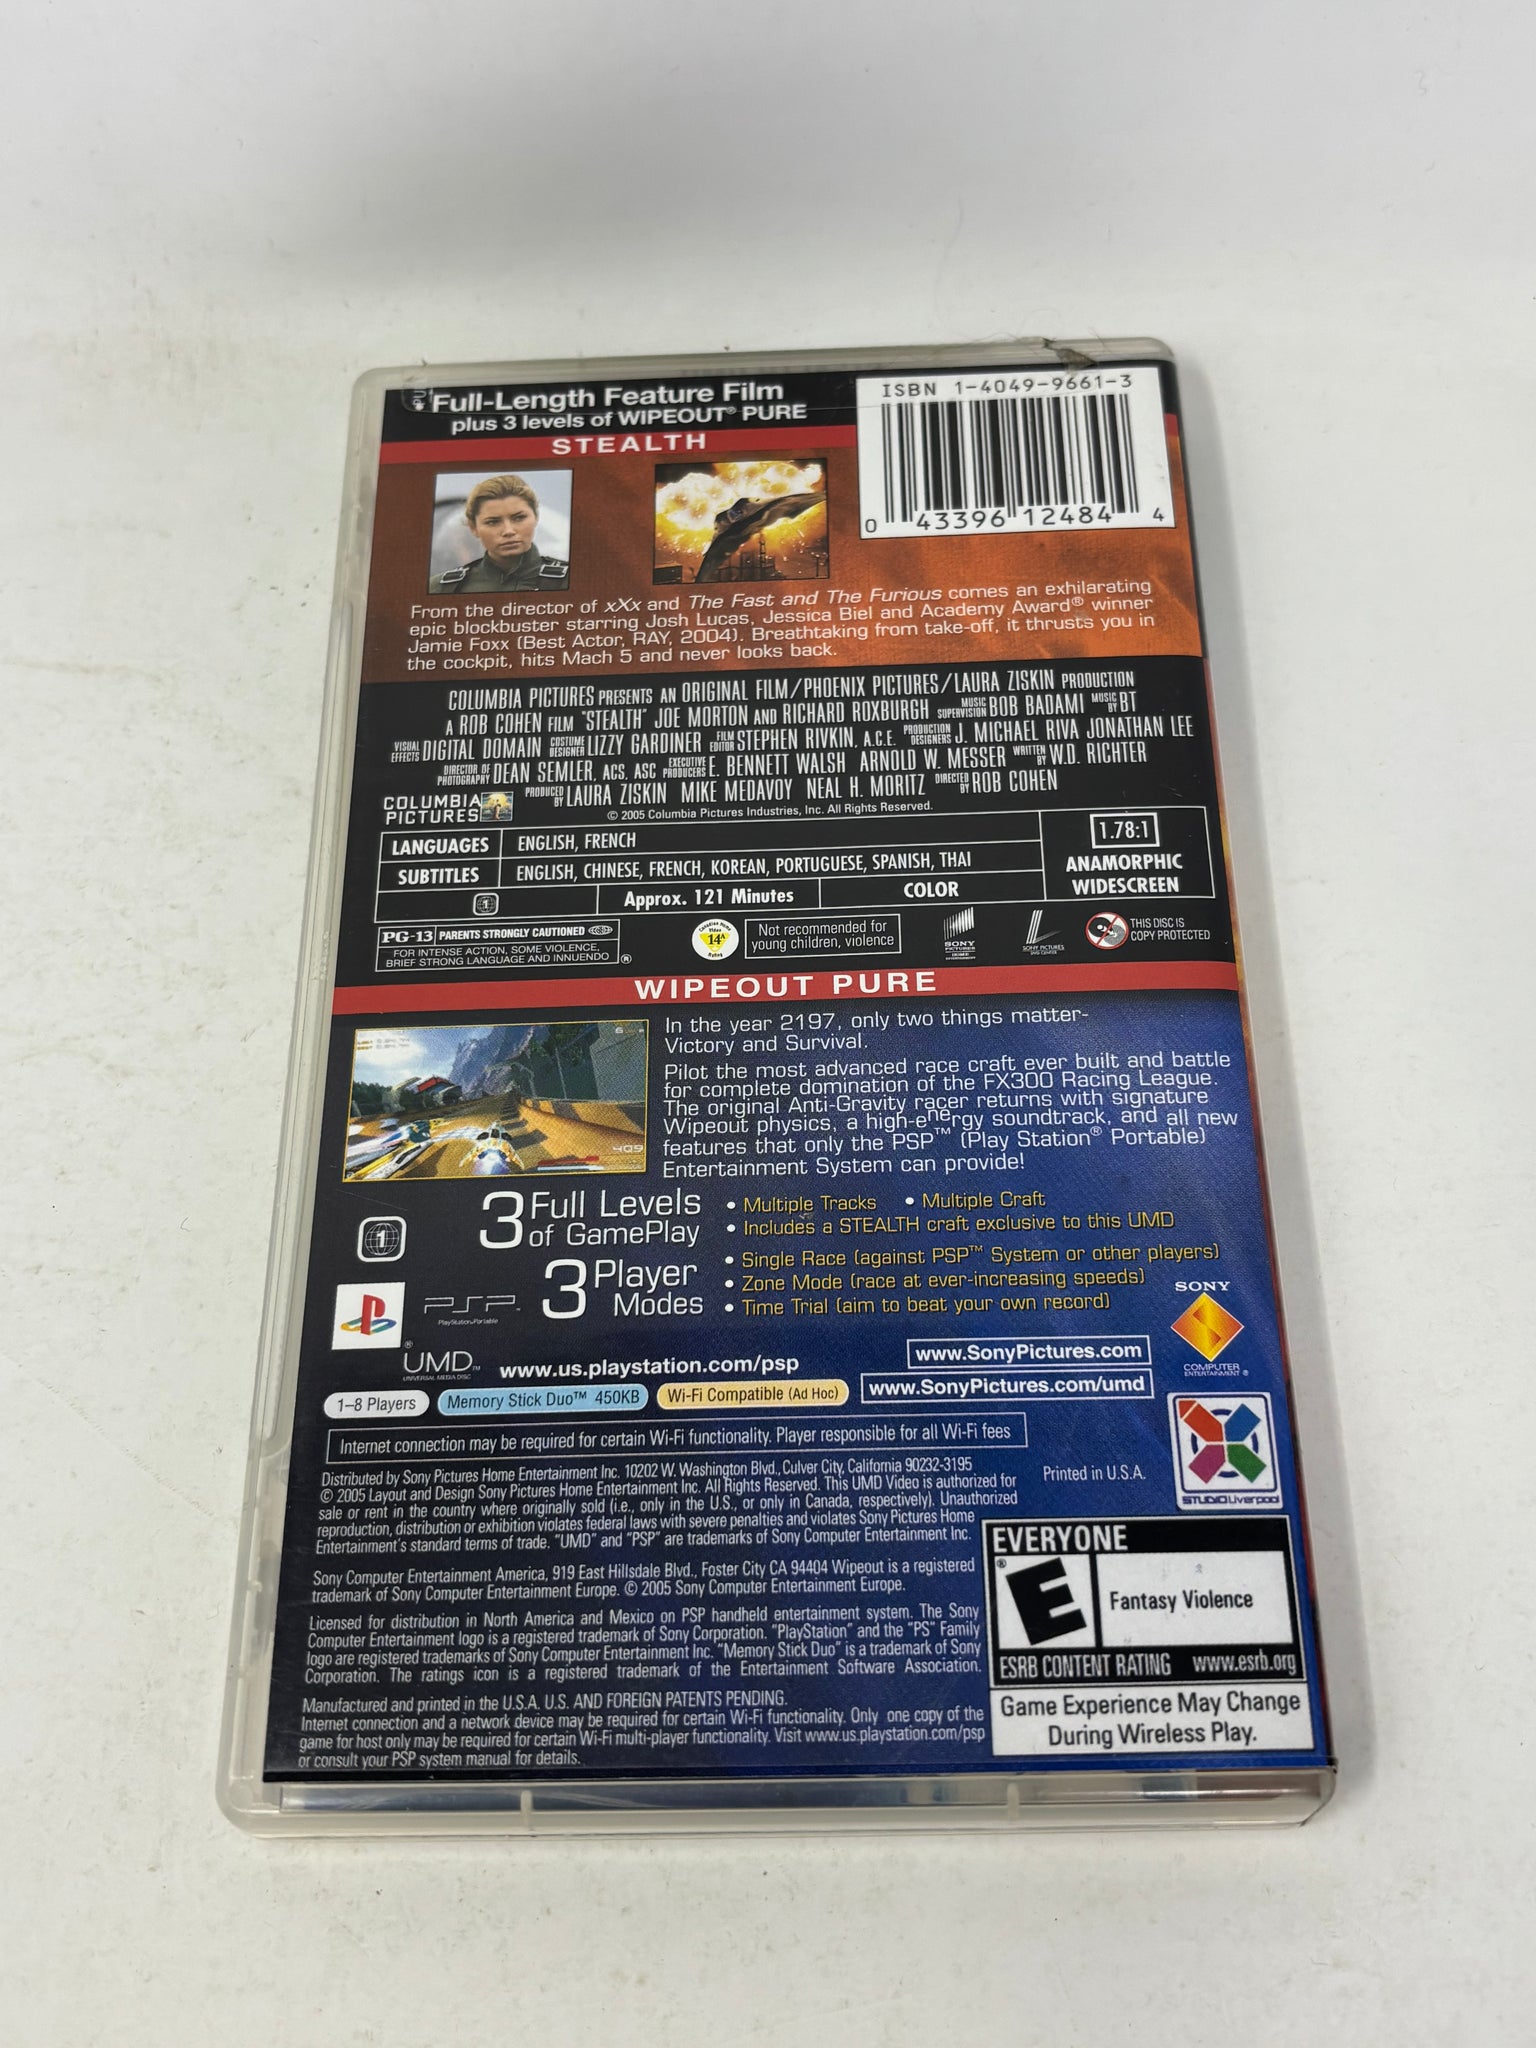 Full-Length Feature Film
plus 3 levels of WIPEOUT® PURE
ISBN 1-4049-9661-3
0 43396 12484 4
STEALTH
From the director of xXx and The Fast and The Furious comes an exhilarating
epic blockbuster starring Josh Lucas, Jessica Biel and Academy Award® winner
Jamie Foxx (Best Actor, RAY, 2004). Breathtaking from take-off, it thrusts you in
the cockpit, hits Mach 5 and never looks back.
COLUMBIA PICTURES PRESENTS AN ORIGINAL FILM/PHOENIX PICTURES/LAURA ZISKIN PRODUCTION
A ROB COHEN FILM "STEALTH" JOE MORTON AND RICHARD ROXBURGH MUSIC SUPERVISION BOB BADAMI MUSIC BY BT
VISUAL EFFECTS DIGITAL DOMAIN COSTUME DESIGNER LIZZY GARDINER FILM EDITOR STEPHEN RIVKIN, A.C.E. PRODUCTION DESIGNERS J. MICHAEL RIVA JONATHAN LEE
DIRECTOR OF PHOTOGRAPHY DEAN SEMLER, ACS, ASC EXECUTIVE PRODUCERS E. BENNETT WALSH ARNOLD W. MESSER WRITTEN BY W.D. RICHTER
PRODUCED BY LAURA ZISKIN MIKE MEDAVOY NEAL H. MORITZ DIRECTED BY ROB COHEN
COLUMBIA
PICTURES
© 2005 Columbia Pictures Industries, Inc. All Rights Reserved.
LANGUAGES ENGLISH, FRENCH
SUBTITLES ENGLISH, CHINESE, FRENCH, KOREAN, PORTUGUESE, SPANISH, THAI
1.78:1
ANAMORPHIC
WIDESCREEN
1 Approx. 121 Minutes COLOR
PG-13 PARENTS STRONGLY CAUTIONED
FOR INTENSE ACTION, SOME VIOLENCE,
BRIEF STRONG LANGUAGE AND INNUENDO ®
Canadian Home
Video
14A
Rating
Not recommended for
young children, violence
SONY
PICTURES
SONY PICTURES
DVD CENTER
THIS DISC IS
COPY PROTECTED
WIPEOUT PURE
In the year 2197, only two things matter-
Victory and Survival.
Pilot the most advanced race craft ever built and battle
for complete domination of the FX300 Racing League.
The original Anti-Gravity racer returns with signature
Wipeout physics, a high-energy soundtrack, and all new
features that only the PSP™ (Play Station® Portable)
Entertainment System can provide!
409
1
3 Full Levels
of GamePlay
• Multiple Tracks • Multiple Craft
• Includes a STEALTH craft exclusive to this UMD
3 Player
Modes
• Single Race (against PSP™ System or other players)
• Zone Mode (race at ever-increasing speeds)
• Time Trial (aim to beat your own record)
PSP™
PlayStation Portable
SONY
COMPUTER
ENTERTAINMENT ®
UMD™
UNIVERSAL MEDIA DISC
www.us.playstation.com/psp
www.SonyPictures.com
www.SonyPictures.com/umd
1-8 Players
Memory Stick Duo™ 450KB
Wi-Fi Compatible (Ad Hoc)
Internet connection may be required for certain Wi-Fi functionality. Player responsible for all Wi-Fi fees
Distributed by Sony Pictures Home Entertainment Inc. 10202 W. Washington Blvd., Culver City, California 90232-3195
© 2005 Layout and Design Sony Pictures Home Entertainment Inc. All Rights Reserved. This UMD Video is authorized for
sale or rent in the country where originally sold (i.e., only in the U.S., or only in Canada, respectively). Unauthorized
reproduction, distribution or exhibition violates federal laws with severe penalties and violates Sony Pictures Home
Entertainment's standard terms of trade. "UMD" and "PSP" are trademarks of Sony Computer Entertainment Inc.
Printed in U.S.A.
STUDIO Liverpool
Sony Computer Entertainment America, 919 East Hillsdale Blvd., Foster City CA 94404 Wipeout is a registered
trademark of Sony Computer Entertainment Europe. © 2005 Sony Computer Entertainment Europe.
Licensed for distribution in North America and Mexico on PSP handheld entertainment system. The Sony
Computer Entertainment logo is a registered trademark of Sony Corporation. "PlayStation" and the "PS" Family
logo are registered trademarks of Sony Computer Entertainment Inc. "Memory Stick Duo" is a trademark of Sony
Corporation. The ratings icon is a registered trademark of the Entertainment Software Association.
Manufactured and printed in the U.S.A. U.S. AND FOREIGN PATENTS PENDING.
Internet connection and a network device may be required for certain Wi-Fi functionality. Only one copy of the
game for host only may be required for certain Wi-Fi multi-player functionality. Visit www.us.playstation.com/psp
or consult your PSP system manual for details.
EVERYONE
E ®
Fantasy Violence
ESRB CONTENT RATING www.esrb.org
Game Experience May Change
During Wireless Play.